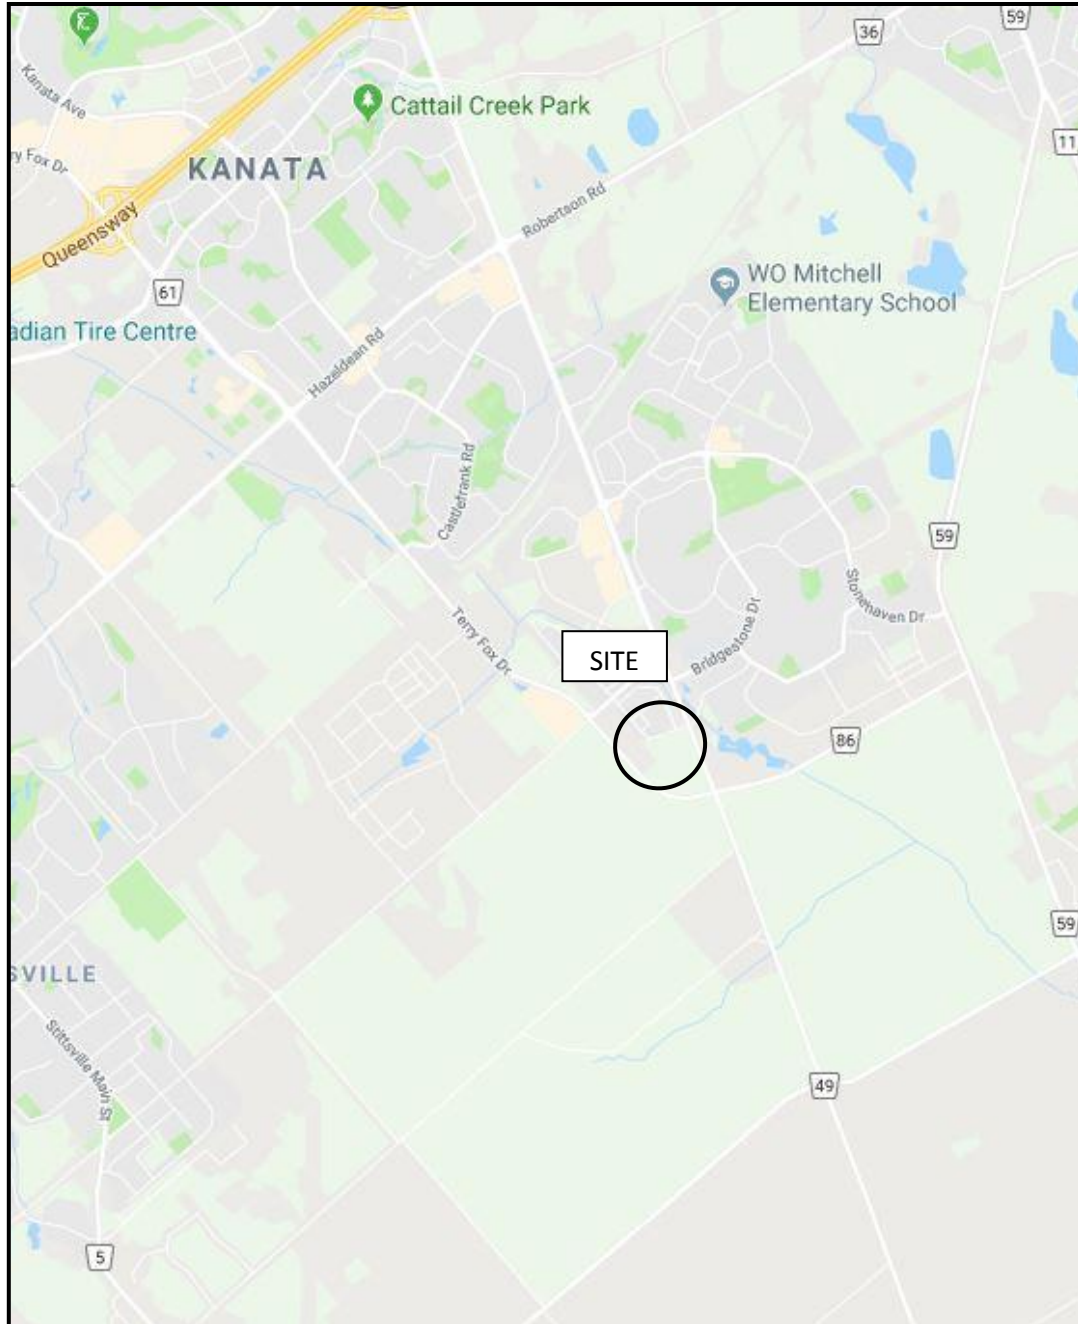 59
36
Kanata Ave
Cattail Creek Park
11
ry Fox Dr
KANATA
Robertson Rd
Queensway
WO Mitchell
Elementary School
61
adian Tire Centre
Hazeldean Rd
Castlefrank Rd
59
Stonehaven Dr
Terry Fox Dr
Bridgestone Dr
SITE
86
59
SVILLE
Stittsville Main St
49
5